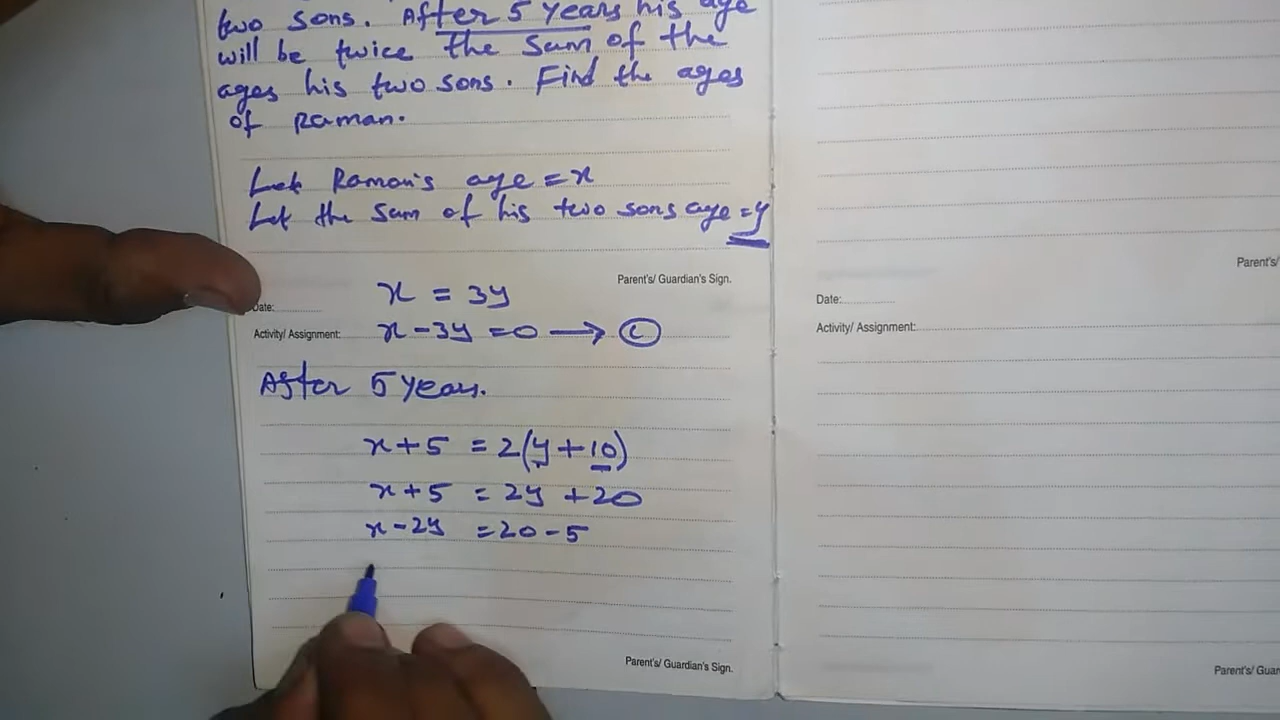 two sons. After 5 years his age
will be twice the sum of the
ages his two sons. Find the ages
of Raman.
Let Raman's age = x
Let the sum of his two sons age = y
Parent's/ Guardian's Sign.
x = 3y
Date:
Activity/ Assignment: x - 3y = 0 → (i)
After 5 years.
x + 5 = 2(y + 10)
x + 5 = 2y + 20
x - 2y = 20 - 5
Parent's/ Guardian's Sign.
Parent's/
Date:
Activity/ Assignment:
Parent's/ Guar